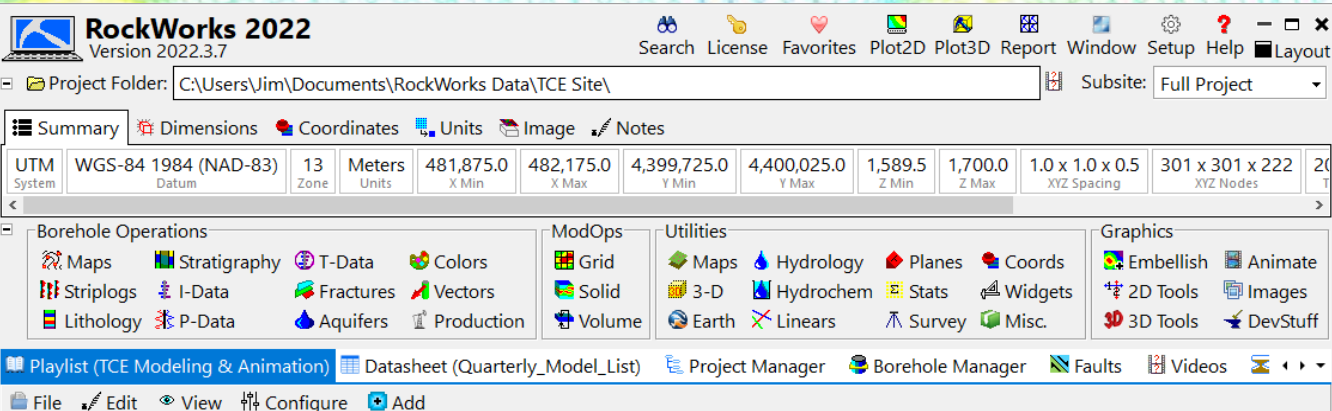 RockWorks 2022
Version 2022.3.7
Search License Favorites Plot2D Plot3D Report Window Setup Help Layout
Project Folder: C:\Users\Jim\Documents\RockWorks Data\TCE Site\ Subsite: Full Project
Summary Dimensions Coordinates Units Image Notes
UTM WGS-84 1984 (NAD-83) 13 Meters 481,875.0 482,175.0 4,399,725.0 4,400,025.0 1,589.5 1,700.0 1.0 x 1.0 x 0.5 301 x 301 x 222
System Datum Zone Units X Min X Max Y Min Y Max Z Min Z Max XYZ Spacing XYZ Nodes
Borehole Operations ModOps Utilities Graphics
Maps Stratigraphy T-Data Colors Grid Maps Hydrology Planes Coords Embellish Animate
Striplogs I-Data Fractures Vectors Solid 3-D Hydrochem Stats Widgets 2D Tools Images
Lithology P-Data Aquifers Production Volume Earth Linears Survey Misc. 3D Tools DevStuff
Playlist (TCE Modeling & Animation) Datasheet (Quarterly_Model_List) Project Manager Borehole Manager Faults Videos
File Edit View Configure Add